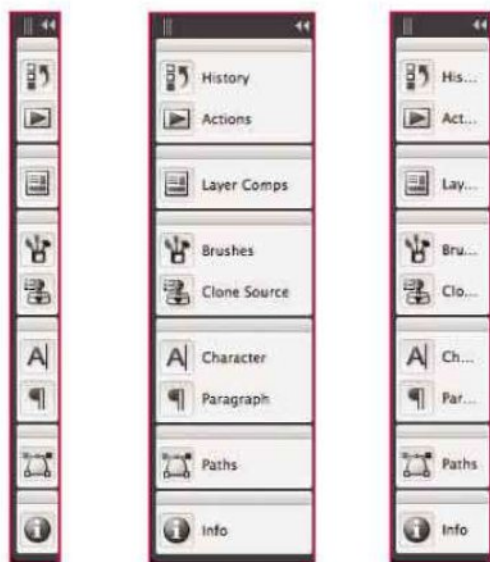 History
Actions
Layer Comps
Brushes
Clone Source
Character
Paragraph
Paths
Info
His...
Act...
Lay...
Bru...
Clo...
Ch...
Par...
Paths
Info